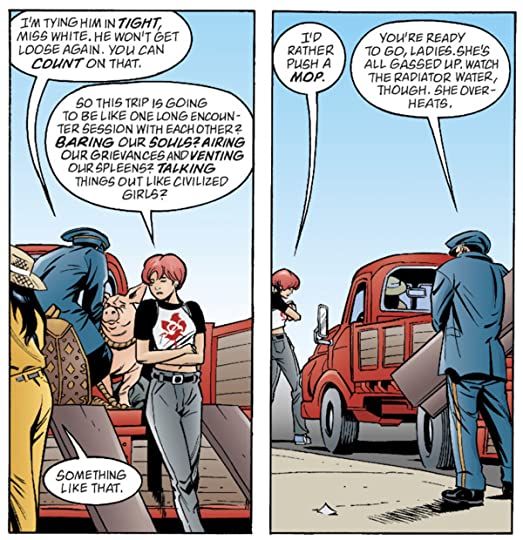 I'M TYING HIM IN TIGHT,
MISS WHITE. HE WON'T GET
LOOSE AGAIN. YOU CAN
COUNT ON THAT.
SO THIS TRIP IS GOING
TO BE LIKE ONE LONG ENCOUN-
TER SESSION WITH EACH OTHER?
BARING OUR SOULS? AIRING
OUR GRIEVANCES AND VENTING
OUR SPLEENS? TALKING
THINGS OUT LIKE CIVILIZED
GIRLS?
SOMETHING
LIKE THAT.
I'D
RATHER
PUSH A
MOP.
YOU'RE READY
TO GO, LADIES. SHE'S
ALL GASSED UP. WATCH
THE RADIATOR WATER,
THOUGH. SHE OVER-
HEATS.